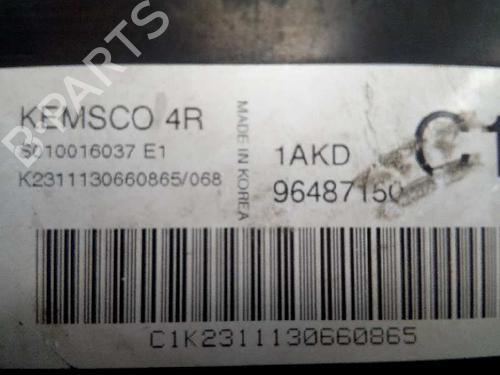 KEMSCO 4R
S010016037 E1
K2311130660865/068
MADE IN KOREA
1AKD
96487150
C1
C1K2311130660865
B-PARTS